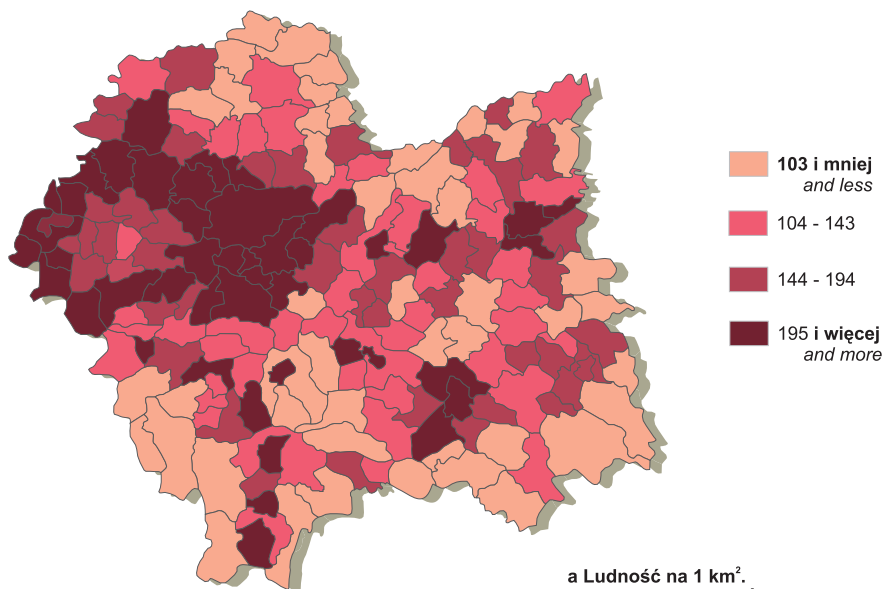 103 i mniej
and less
104 - 143
144 - 194
195 i więcej
and more
a Ludność na 1 km².